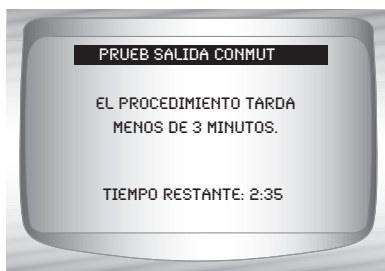 PRUEB SALIDA CONMUT
EL PROCEDIMIENTO TARDA
MENOS DE 3 MINUTOS.
TIEMPO RESTANTE: 2:35